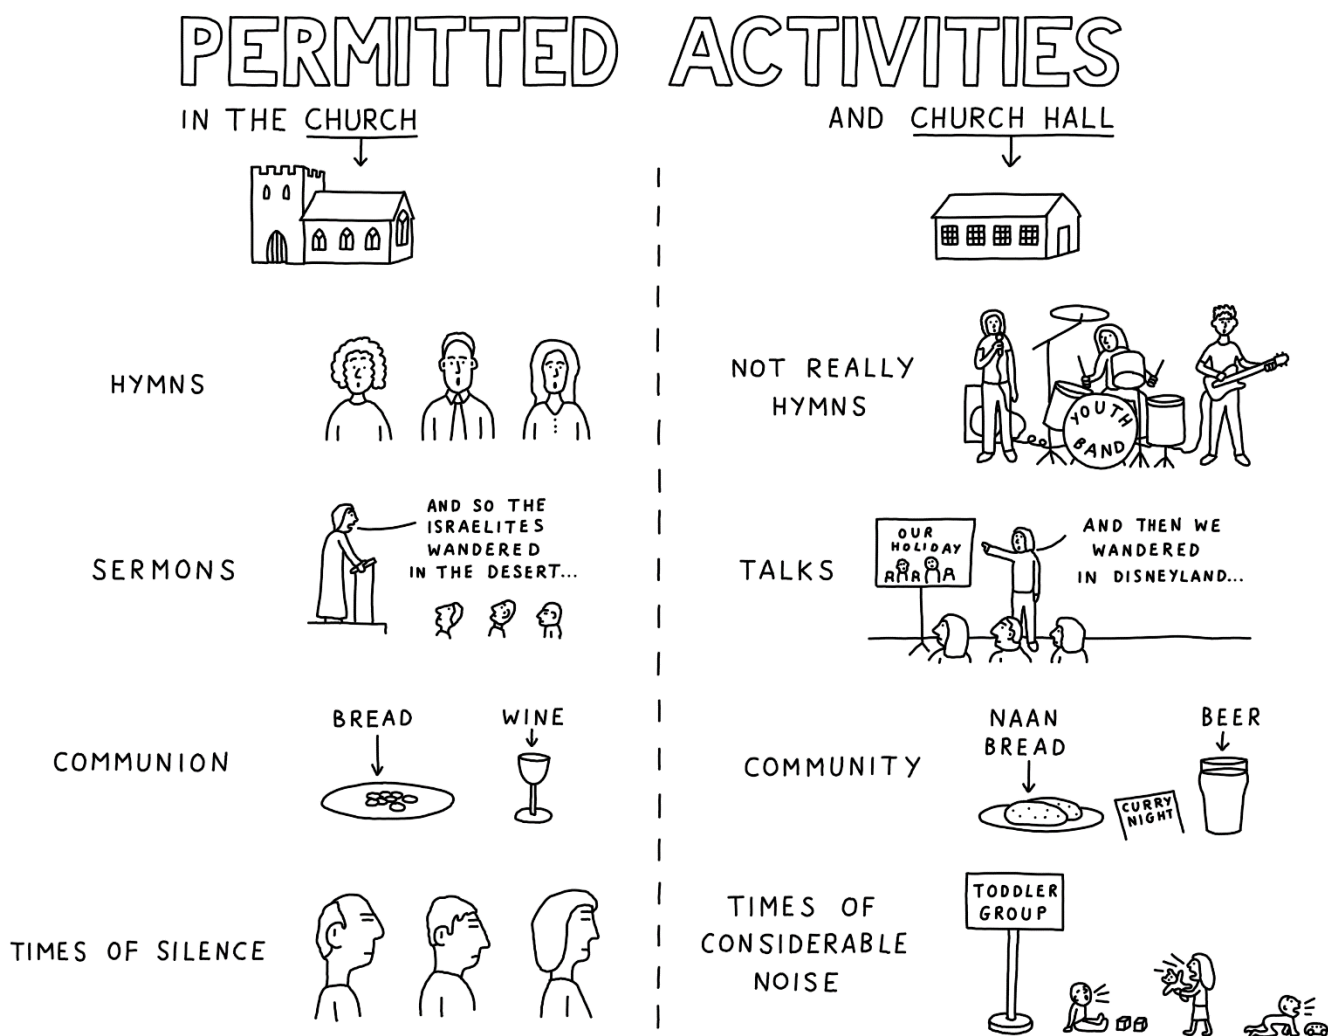 PERMITTED ACTIVITIES
IN THE CHURCH
AND CHURCH HALL
HYMNS
NOT REALLY
HYMNS
YOUTH
BAND
SERMONS
AND SO THE
ISRAELITES
WANDERED
IN THE DESERT...
TALKS
OUR
HOLIDAY
AND THEN WE
WANDERED
IN DISNEYLAND...
COMMUNION
BREAD
WINE
COMMUNITY
NAAN
BREAD
CURRY
NIGHT
BEER
TIMES OF SILENCE
TIMES OF
CONSIDERABLE
NOISE
TODDLER
GROUP